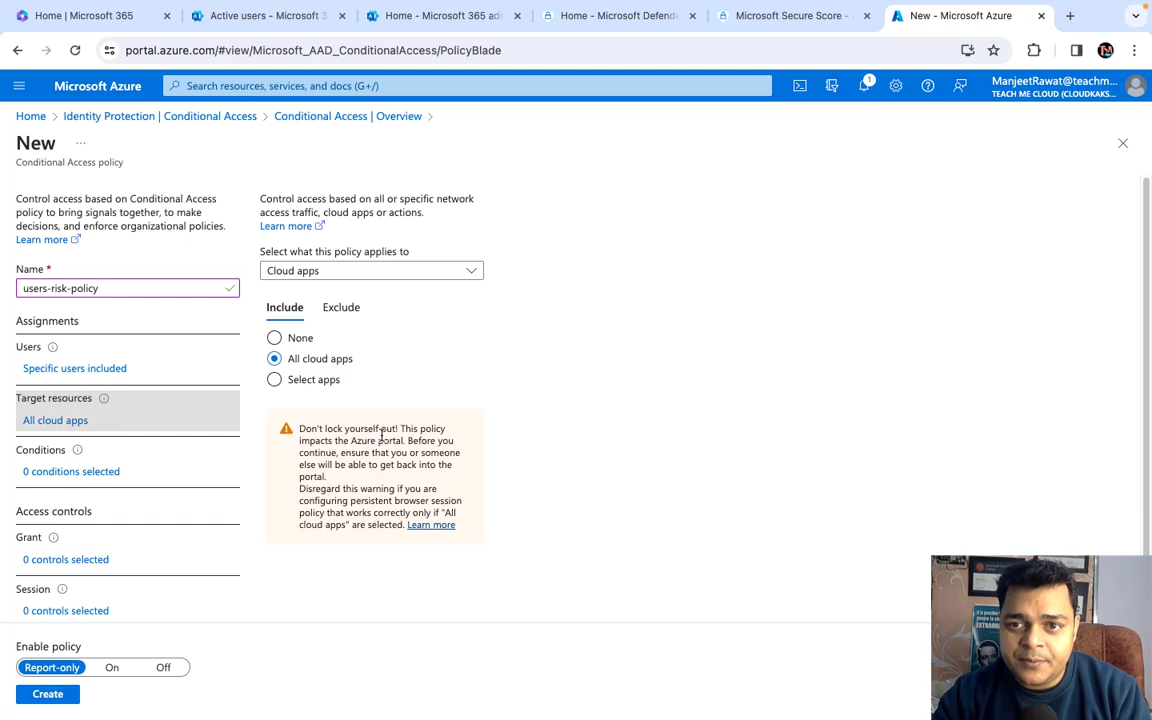 Home | Microsoft 365
Active users - Microsoft 3
Home - Microsoft 365 ad
Home - Microsoft Defend
Microsoft Secure Score -
New - Microsoft Azure
portal.azure.com/#view/Microsoft_AAD_ConditionalAccess/PolicyBlade
Microsoft Azure
Search resources, services, and docs (G+/)
1
ManjeetRawat@teachm...
TEACH ME CLOUD (CLOUDKAKS...
Home > Identity Protection | Conditional Access > Conditional Access | Overview >
New ...
Conditional Access policy
Control access based on Conditional Access
policy to bring signals together, to make
decisions, and enforce organizational policies.
Learn more
Name *
users-risk-policy
Assignments
Users
Specific users included
Target resources
All cloud apps
Conditions
0 conditions selected
Access controls
Grant
0 controls selected
Session
0 controls selected
Control access based on all or specific network
access traffic, cloud apps or actions.
Learn more
Select what this policy applies to
Cloud apps
Include Exclude
None
All cloud apps
Select apps
Don't lock yourself out! This policy
impacts the Azure portal. Before you
continue, ensure that you or someone
else will be able to get back into the
portal.
Disregard this warning if you are
configuring persistent browser session
policy that works correctly only if "All
cloud apps" are selected. Learn more
Enable policy
Report-only On Off
Create